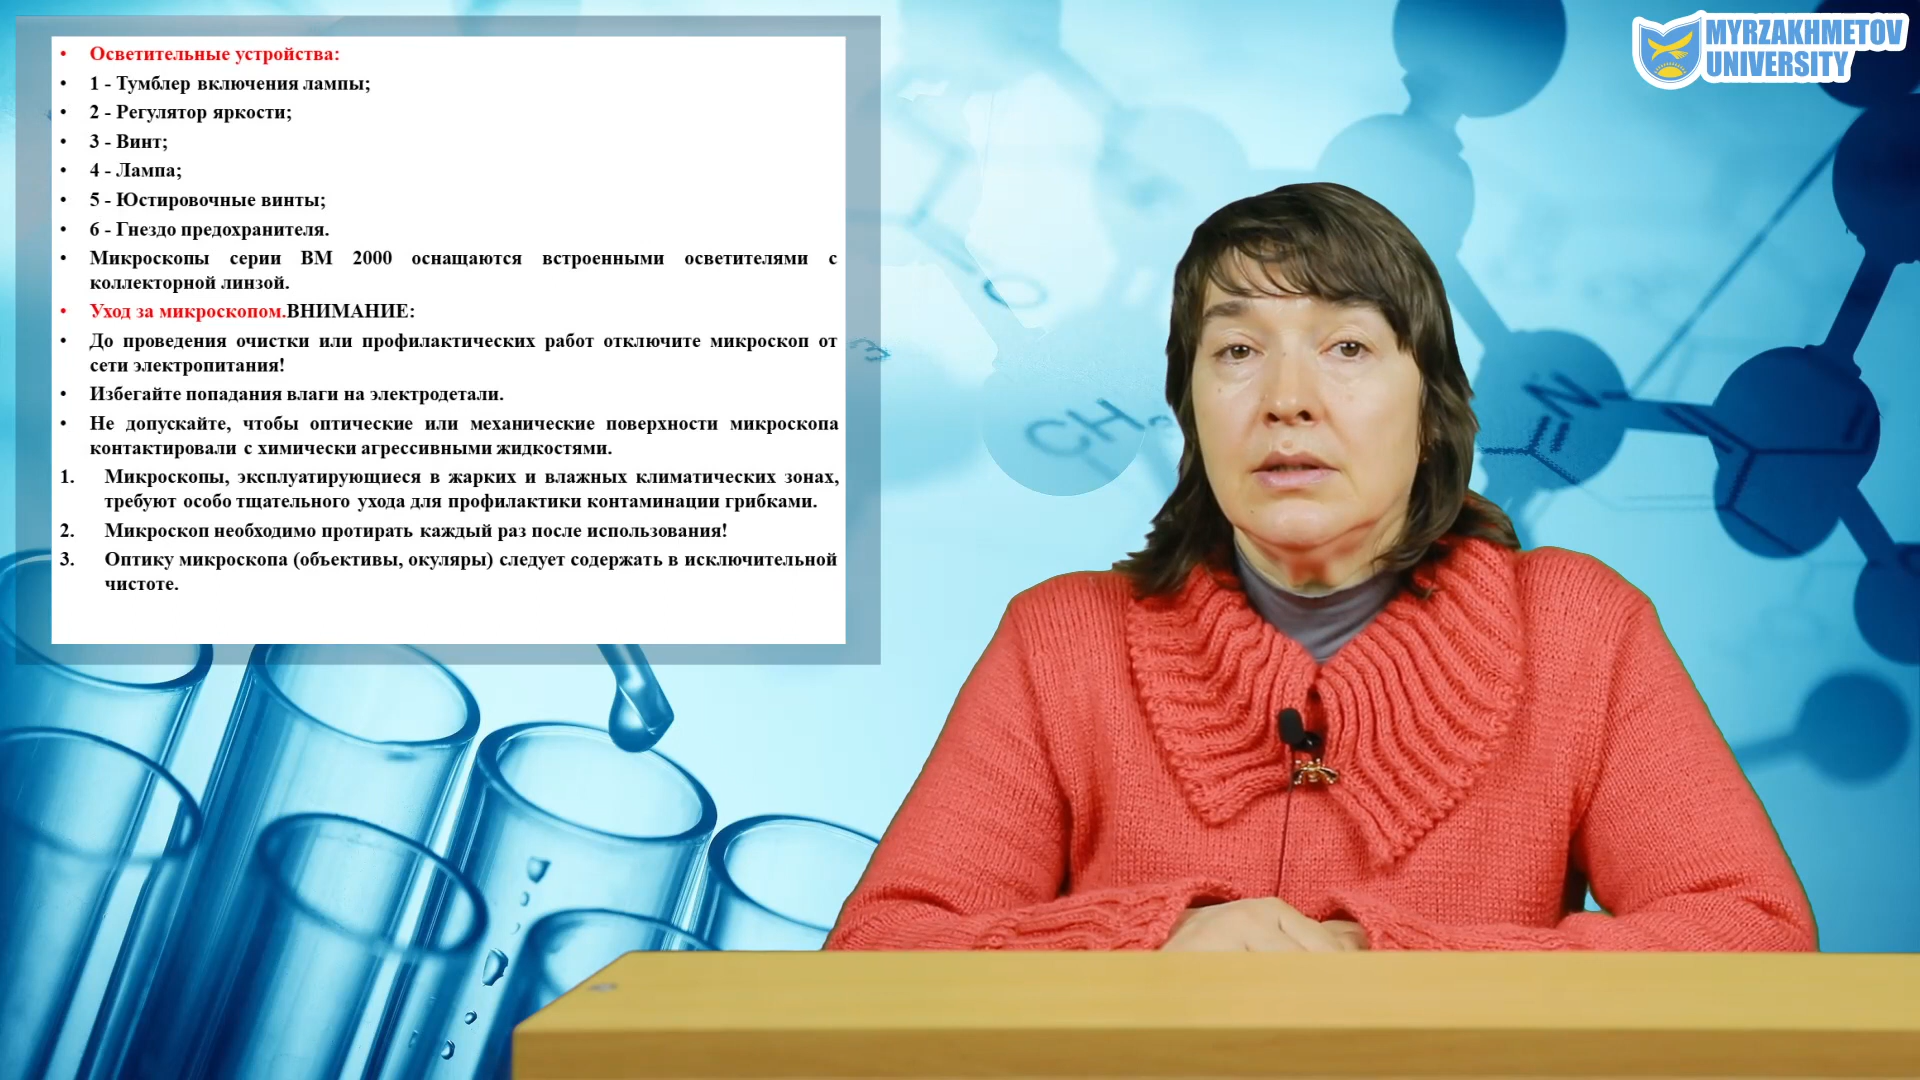 MYRZAKHMETOV
UNIVERSITY
• Осветительные устройства:
• 1 - Тумблер включения лампы;
• 2 - Регулятор яркости;
• 3 - Винт;
• 4 - Лампа;
• 5 - Юстировочные винты;
• 6 - Гнездо предохранителя.
• Микроскопы серии ВМ 2000 оснащаются встроенными осветителями с
коллекторной линзой.
• Уход за микроскопом.ВНИМАНИЕ:
• До проведения очистки или профилактических работ отключите микроскоп от
сети электропитания!
• Избегайте попадания влаги на электродетали.
• Не допускайте, чтобы оптические или механические поверхности микроскопа
контактировали с химически агрессивными жидкостями.
1. Микроскопы, эксплуатирующиеся в жарких и влажных климатических зонах,
требуют особо тщательного ухода для профилактики контаминации грибками.
2. Микроскоп необходимо протирать каждый раз после использования!
3. Оптику микроскопа (объективы, окуляры) следует содержать в исключительной
чистоте.
CH
N